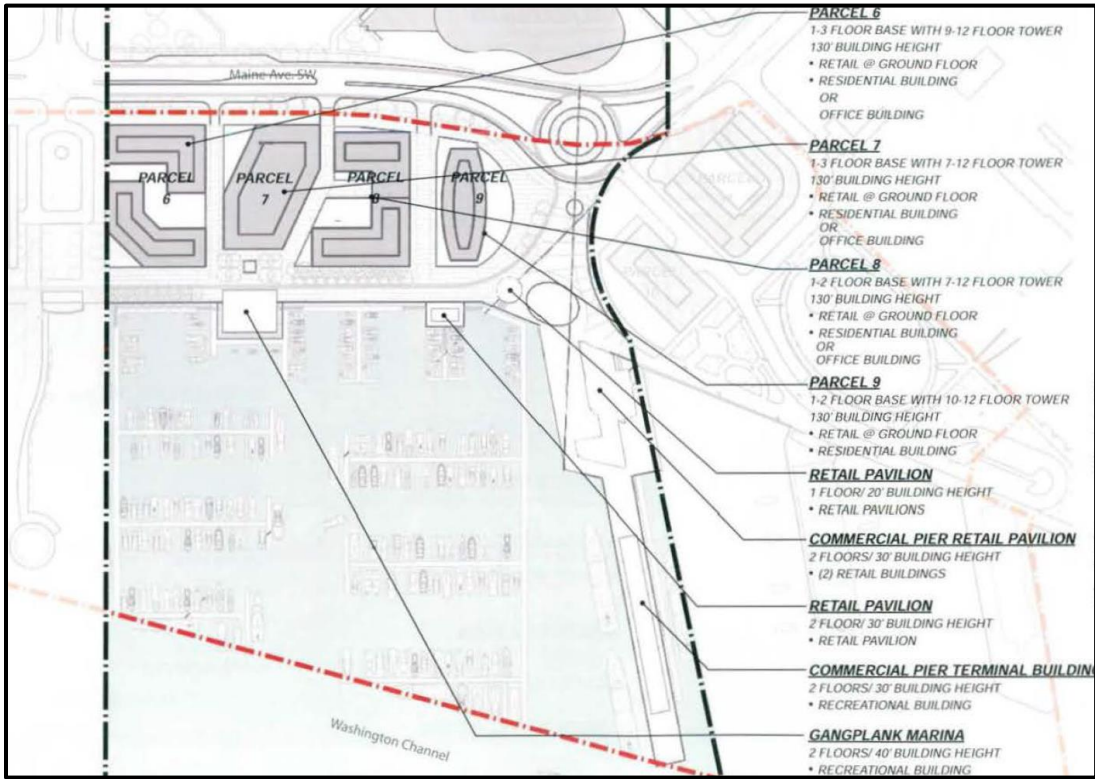 Maine Ave. SW
PARCEL
6
PARCEL
7
PARCEL
8
PARCEL
9
PARCEL
PARCEL
Washington Channel
PARCEL 6
1-3 FLOOR BASE WITH 9-12 FLOOR TOWER
130' BUILDING HEIGHT
• RETAIL @ GROUND FLOOR
• RESIDENTIAL BUILDING
OR
OFFICE BUILDING
PARCEL 7
1-3 FLOOR BASE WITH 7-12 FLOOR TOWER
130' BUILDING HEIGHT
• RETAIL @ GROUND FLOOR
• RESIDENTIAL BUILDING
OR
OFFICE BUILDING
PARCEL 8
1-2 FLOOR BASE WITH 7-12 FLOOR TOWER
130' BUILDING HEIGHT
• RETAIL @ GROUND FLOOR
• RESIDENTIAL BUILDING
OR
OFFICE BUILDING
PARCEL 9
1-2 FLOOR BASE WITH 10-12 FLOOR TOWER
130' BUILDING HEIGHT
• RETAIL @ GROUND FLOOR
• RESIDENTIAL BUILDING
RETAIL PAVILION
1 FLOOR/ 20' BUILDING HEIGHT
• RETAIL PAVILIONS
COMMERCIAL PIER RETAIL PAVILION
2 FLOORS/ 30' BUILDING HEIGHT
• (2) RETAIL BUILDINGS
RETAIL PAVILION
2 FLOOR/ 30' BUILDING HEIGHT
• RETAIL PAVILION
COMMERCIAL PIER TERMINAL BUILDING
2 FLOORS/ 30' BUILDING HEIGHT
• RECREATIONAL BUILDING
GANGPLANK MARINA
2 FLOORS/ 40' BUILDING HEIGHT
• RECREATIONAL BUILDING